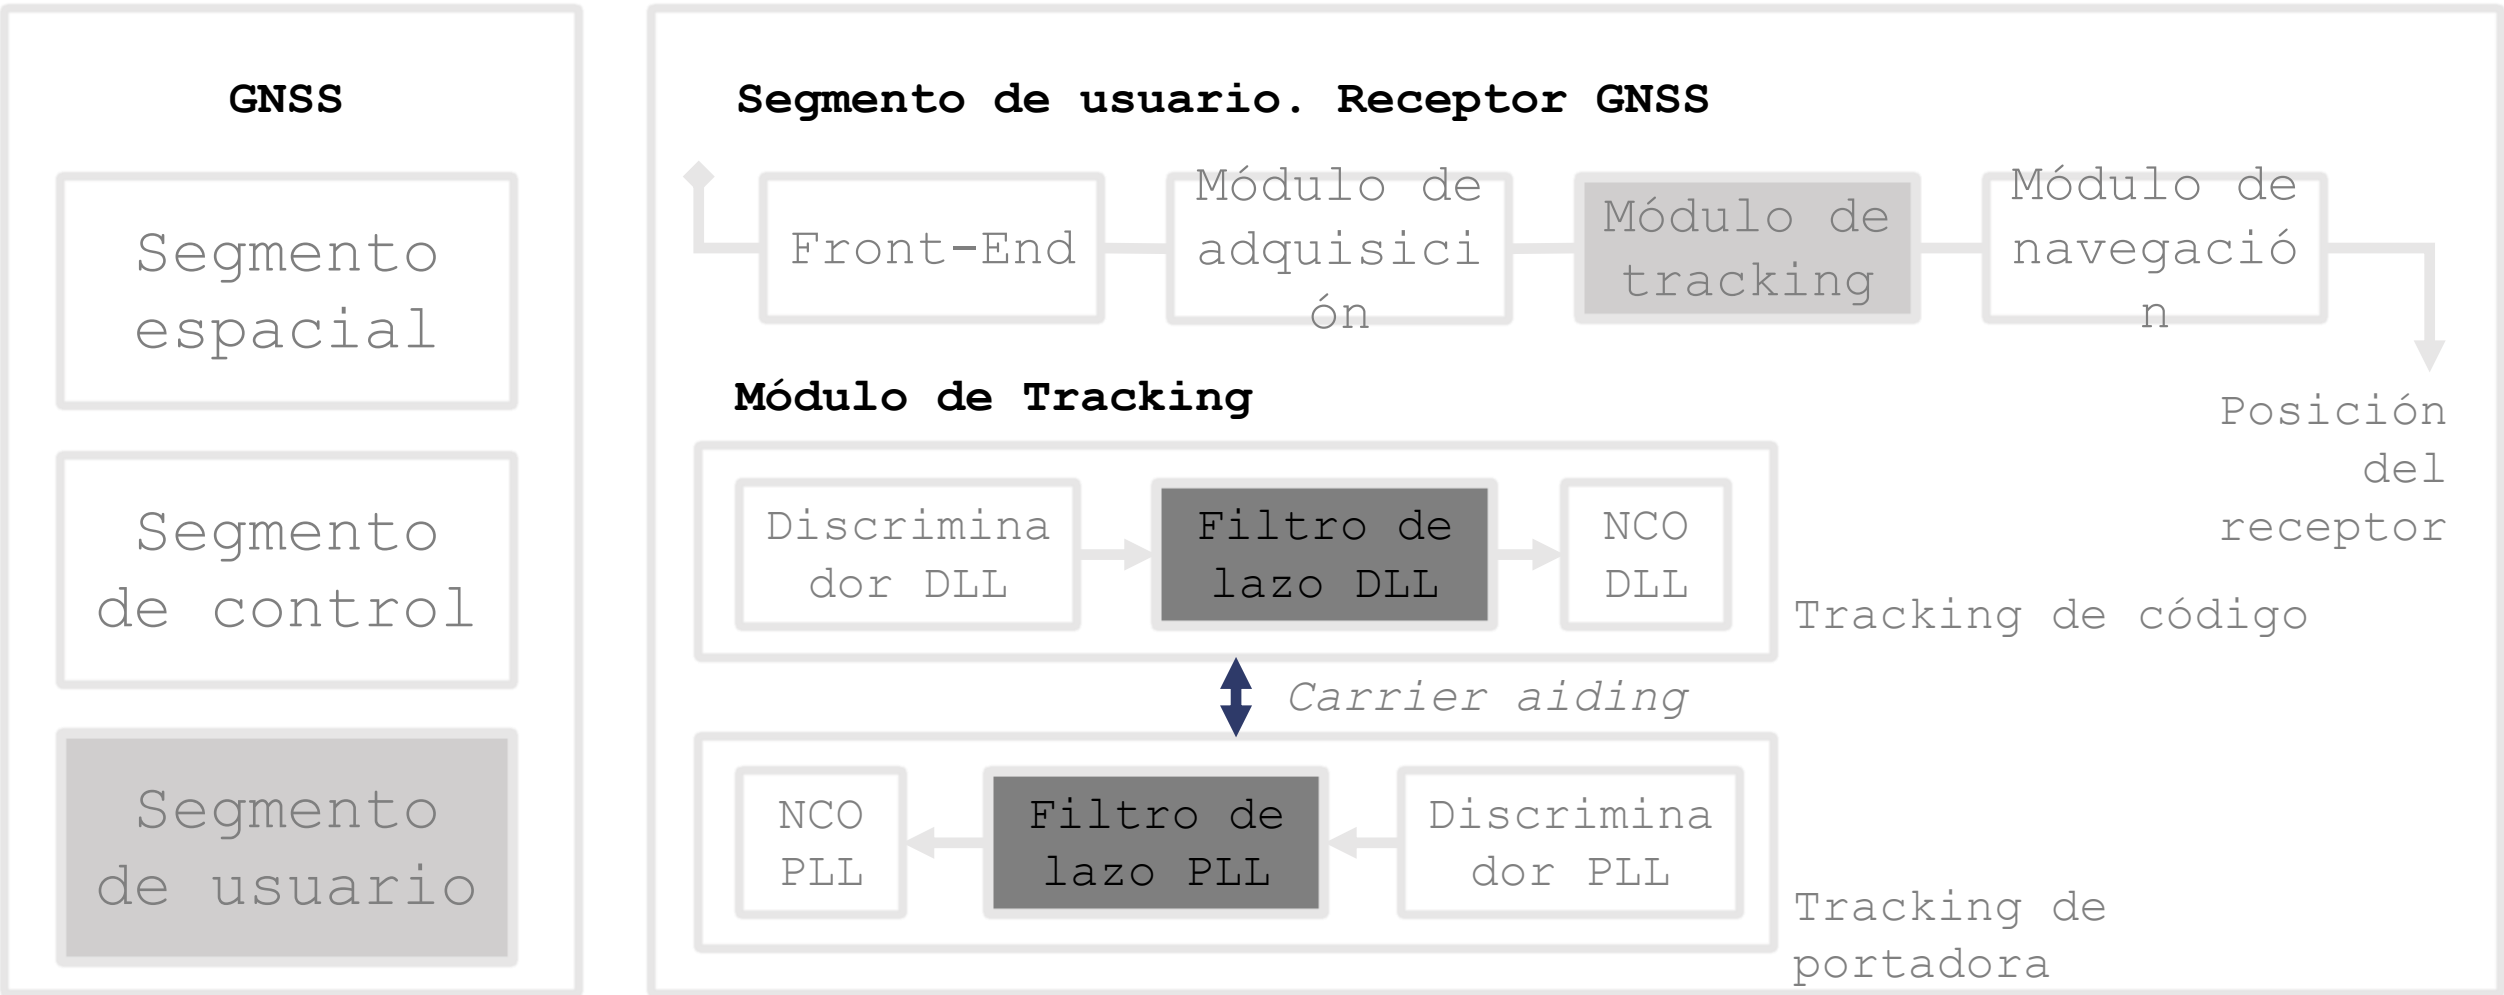 GNSS
Segmento
espacial
Segmento
de control
Segmento
de usuario
Segmento de usuario. Receptor GNSS
Front-End
Módulo de
adquisici
ón
Módulo de
tracking
Módulo de
navegació
n
Posición
del
receptor
Módulo de Tracking
Discrimina
dor DLL
Filtro de
lazo DLL
NCO
DLL
Tracking de código
Carrier aiding
NCO
PLL
Filtro de
lazo PLL
Discrimina
dor PLL
Tracking de
portadora